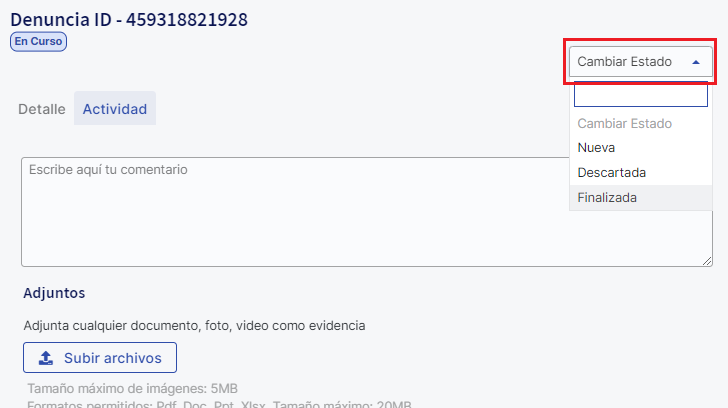 Denuncia ID - 459318821928
En Curso
Cambiar Estado
Cambiar Estado
Nueva
Descartada
Finalizada
Detalle Actividad
Escribe aquí tu comentario
Adjuntos
Adjunta cualquier documento, foto, video como evidencia
Subir archivos
Tamaño máximo de imágenes: 5MB
Formatos permitidos: Pdf, Doc, Ppt, Xlsx. Tamaño máximo: 20MB